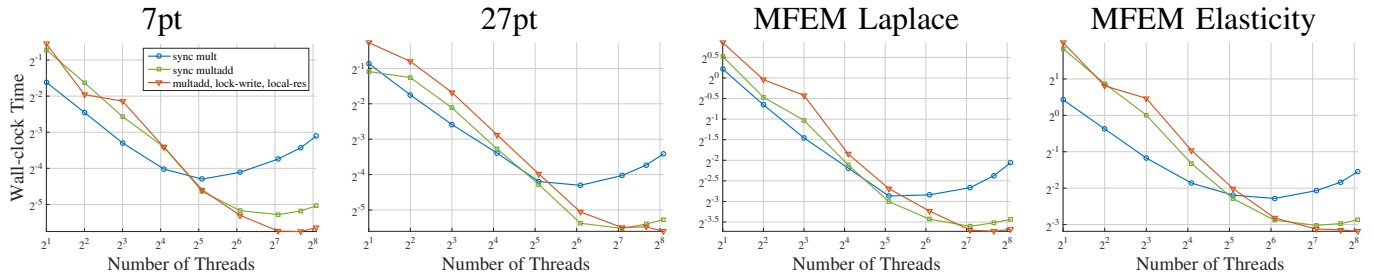 7pt
27pt
MFEM Laplace
MFEM Elasticity
Wall-clock Time
sync mult
sync multadd
multadd, lock-write, local-res
2^-1
2^-2
2^-3
2^-4
2^-5
2^1 2^2 2^3 2^4 2^5 2^6 2^7 2^8
Number of Threads
2^-1
2^-2
2^-3
2^-4
2^-5
2^1 2^2 2^3 2^4 2^5 2^6 2^7 2^8
Number of Threads
2^0.5
2^0
2^-0.5
2^-1
2^-1.5
2^-2
2^-2.5
2^-3
2^-3.5
2^1 2^2 2^3 2^4 2^5 2^6 2^7 2^8
Number of Threads
2^1
2^0
2^-1
2^-2
2^-3
2^1 2^2 2^3 2^4 2^5 2^6 2^7 2^8
Number of Threads